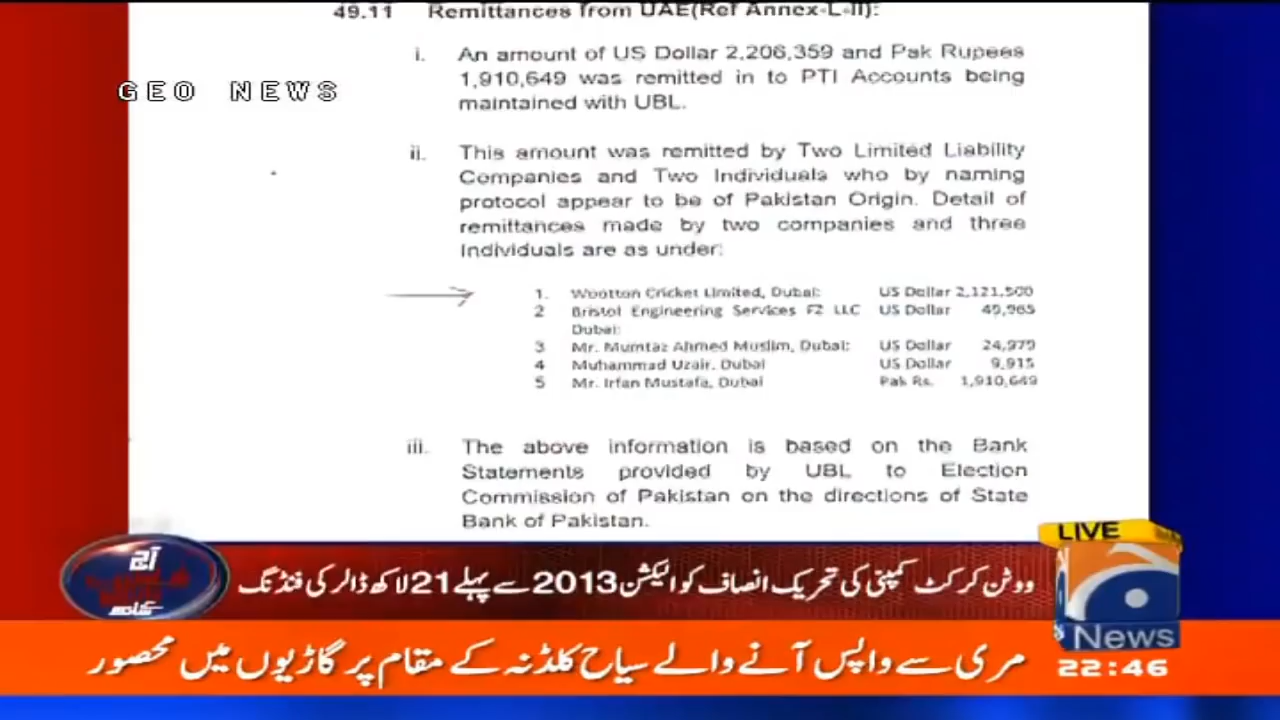 49.11 Remittances from UAE(Ref Annex-L-II):
GEO NEWS
i. An amount of US Dollar 2,206,359 and Pak Rupees
1,910,649 was remitted in to PTI Accounts being
maintained with UBL.
ii. This amount was remitted by Two Limited Liability
Companies and Two Individuals who by naming
protocol appear to be of Pakistan Origin. Detail of
remittances made by two companies and three
Individuals are as under:
1. Wootton Cricket Limited, Dubai: US Dollar 2,121,500
2 Bristol Engineering Services FZ LLC US Dollar 49,965
Dubai:
3 Mr. Mumtaz Ahmed Muslim, Dubai: US Dollar 24,979
4 Muhammad Uzair, Dubai US Dollar 9,915
5 Mr. Irfan Mustafa, Dubai Pak Rs. 1,910,649
iii. The above information is based on the Bank
Statements provided by UBL to Election
Commission of Pakistan on the directions of State
Bank of Pakistan.
LIVE
آج
کے ساتھ
ووٹن کرکٹ کمپنی کی تحریک انصاف کو الیکشن 2013 سے پہلے 21 لاکھ ڈالر کی فنڈنگ
News
مری سے واپس آنے والے سیاح کلڈنہ کے مقام پر گاڑیوں میں محصور
22:46